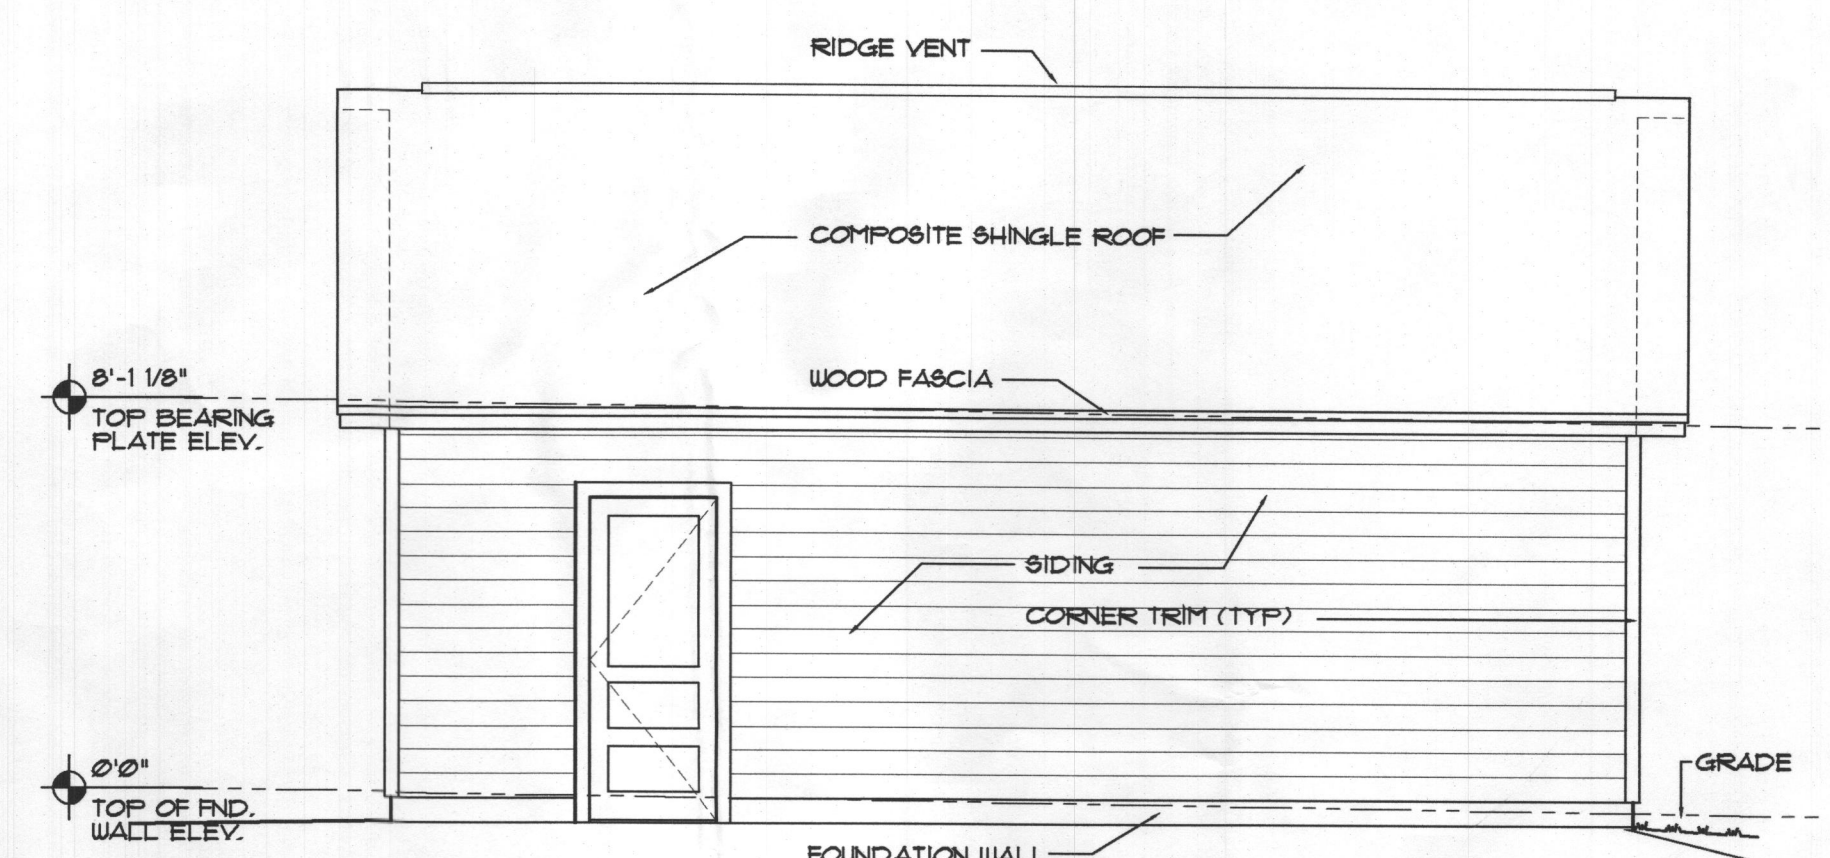 RIDGE VENT
COMPOSITE SHINGLE ROOF
WOOD FASCIA
8'-1 1/8"
TOP BEARING
PLATE ELEV.
SIDING
CORNER TRIM (TYP)
GRADE
0'0"
TOP OF FND.
WALL ELEV.
FOUNDATION WALL